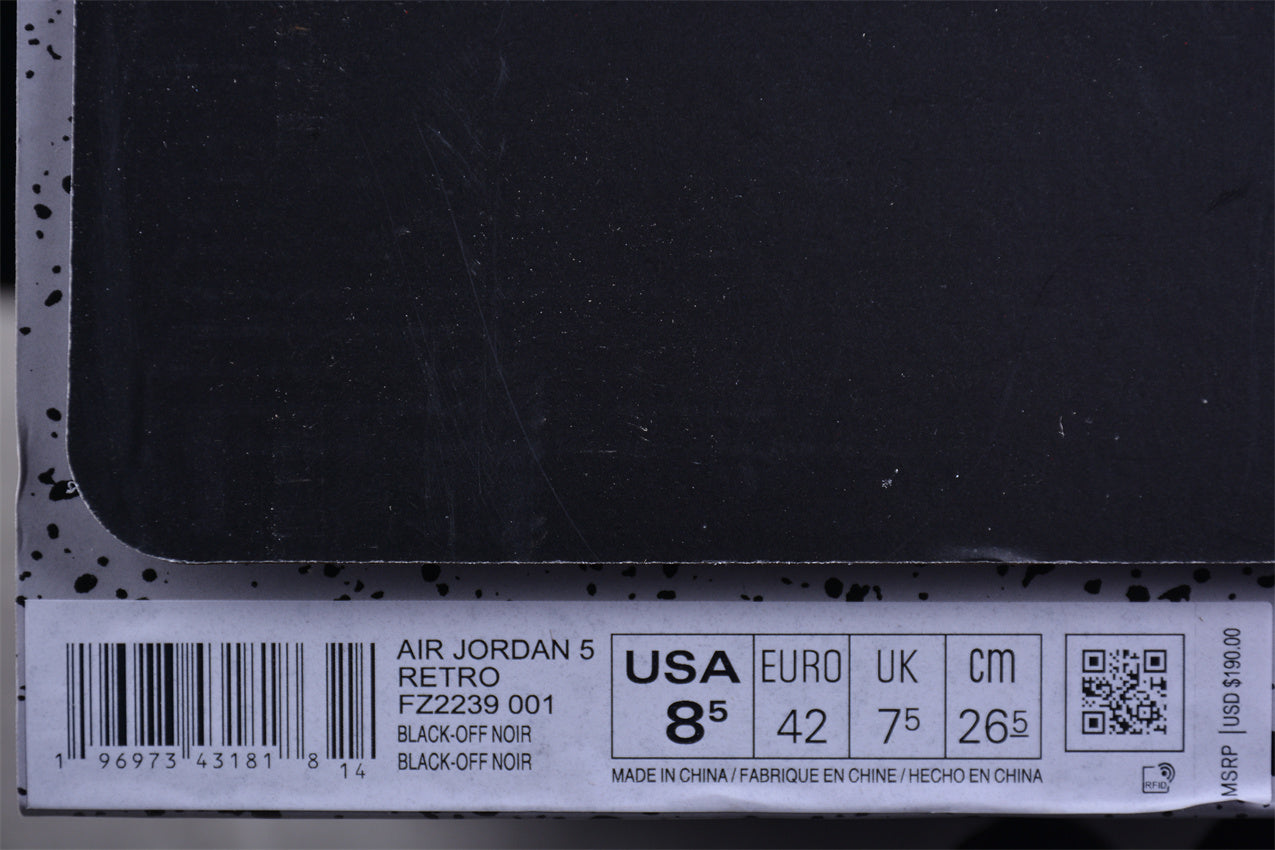 1 96973 43181 8 14
AIR JORDAN 5
RETRO
FZ2239 001
BLACK-OFF NOIR
BLACK-OFF NOIR
USA EURO UK cm
8⁵ 42 7⁵ 26⁵
MADE IN CHINA / FABRIQUE EN CHINE / HECHO EN CHINA
RFID
MSRP |USD $190.00